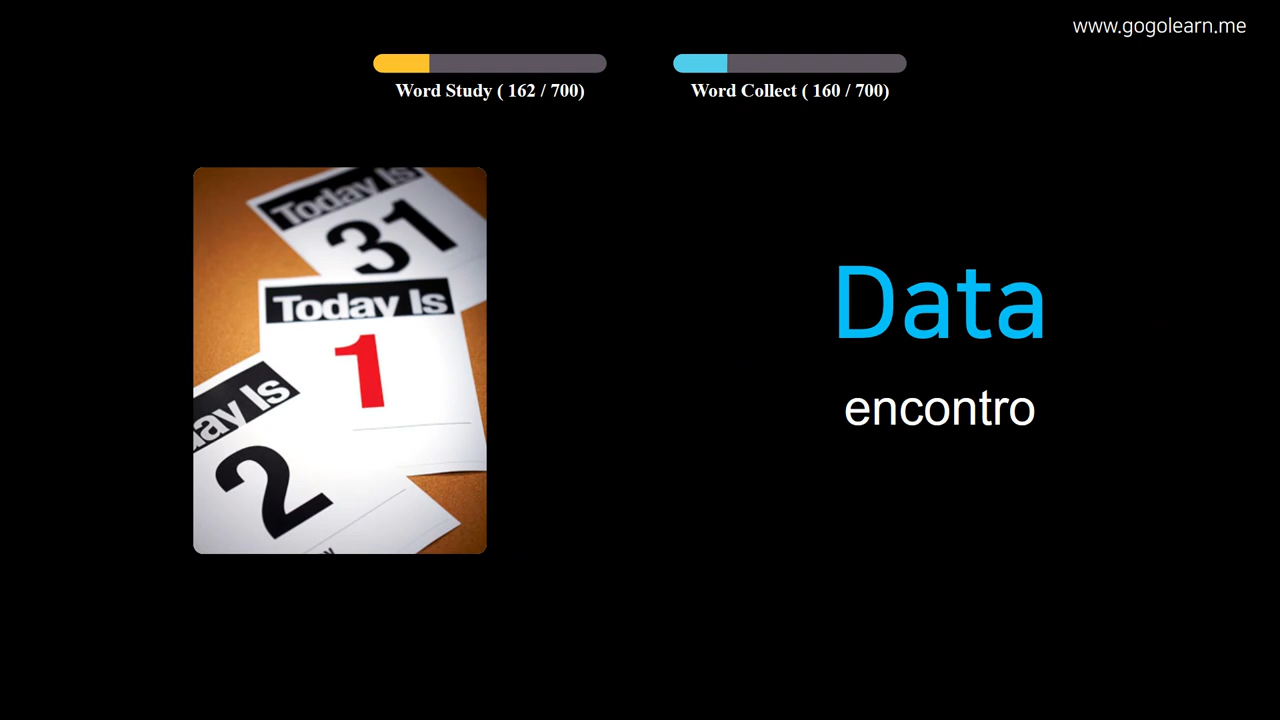 www.gogolearn.me
Word Study ( 162 / 700)
Word Collect ( 160 / 700)
Today Is
31
Today Is
1
ay Is
2
Data
encontro